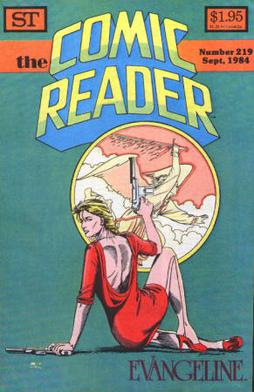 ST
$1.95
the COMIC
READER
Number 219
Sept, 1984
EVANGELINE